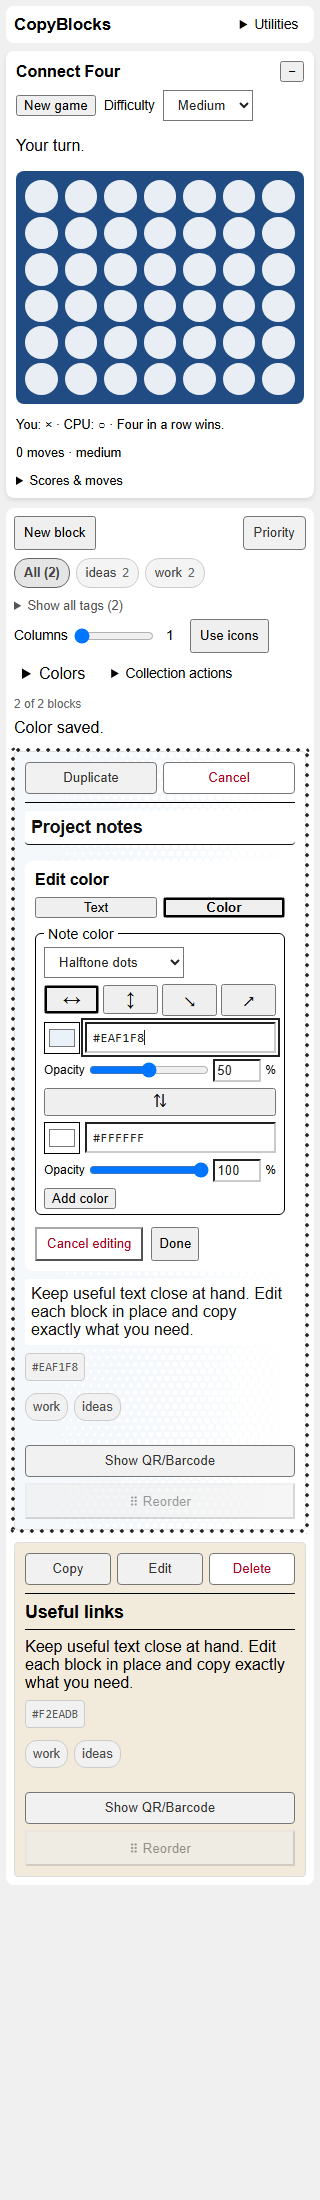 CopyBlocks
▶ Utilities
Connect Four
−
New game
Difficulty
Medium
Your turn.
You: × · CPU: ○ · Four in a row wins.
0 moves · medium
▶ Scores & moves
New block
Priority
All (2)
ideas 2
work 2
▶ Show all tags (2)
Columns
1
Use icons
▶ Colors
▶ Collection actions
2 of 2 blocks
Color saved.
Duplicate
Cancel
Project notes
Edit color
Text
Color
Note color
Halftone dots
↔
↕
↘
↗
#EAF1F8
Opacity
50
%
⇅
#FFFFFF
Opacity
100
%
Add color
Cancel editing
Done
Keep useful text close at hand. Edit
each block in place and copy
exactly what you need.
#EAF1F8
work
ideas
Show QR/Barcode
⠿ Reorder
Copy
Edit
Delete
Useful links
Keep useful text close at hand. Edit
each block in place and copy exactly
what you need.
#F2EADB
work
ideas
Show QR/Barcode
⠿ Reorder